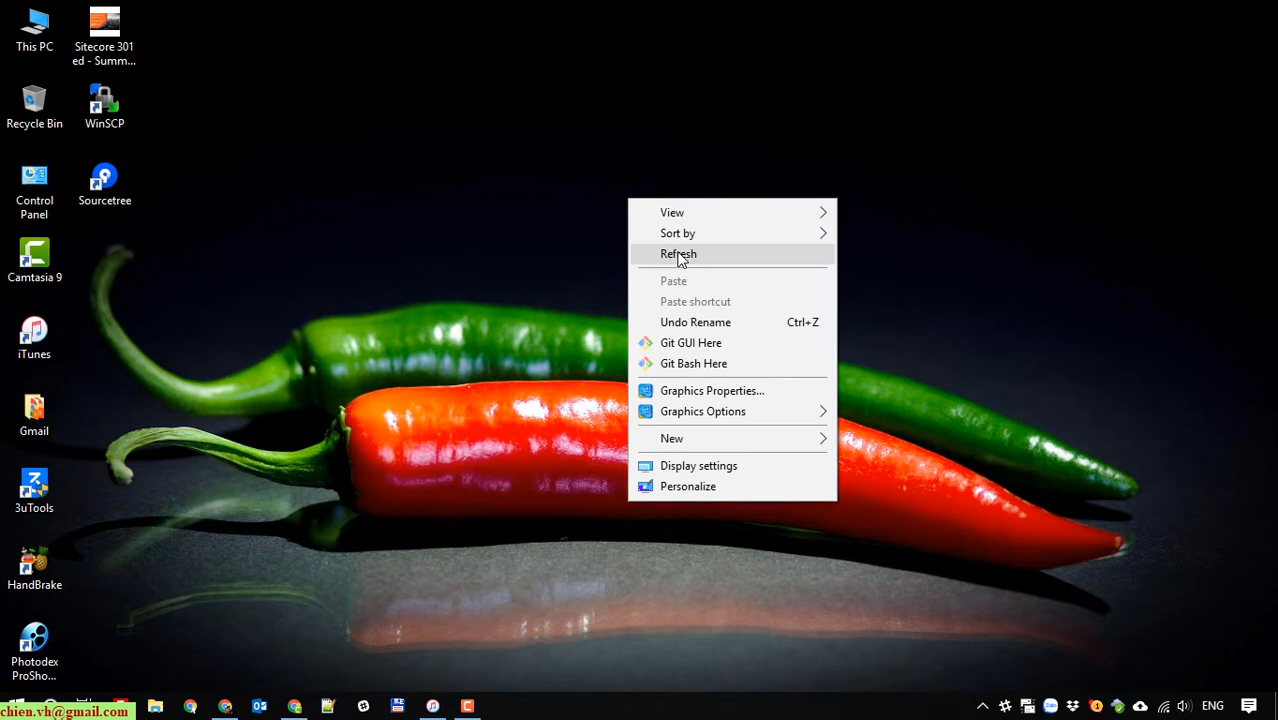 This PC
Sitecore 301
ed - Summ...
Recycle Bin
WinSCP
Control
Panel
Sourcetree
Camtasia 9
iTunes
Gmail
3uTools
HandBrake
Photodex
ProSho...
View
Sort by
Refresh
Paste
Paste shortcut
Undo Rename Ctrl+Z
Git GUI Here
Git Bash Here
Graphics Properties...
Graphics Options
New
Display settings
Personalize
chien.vh@gmail.com
Zalo
1
ENG